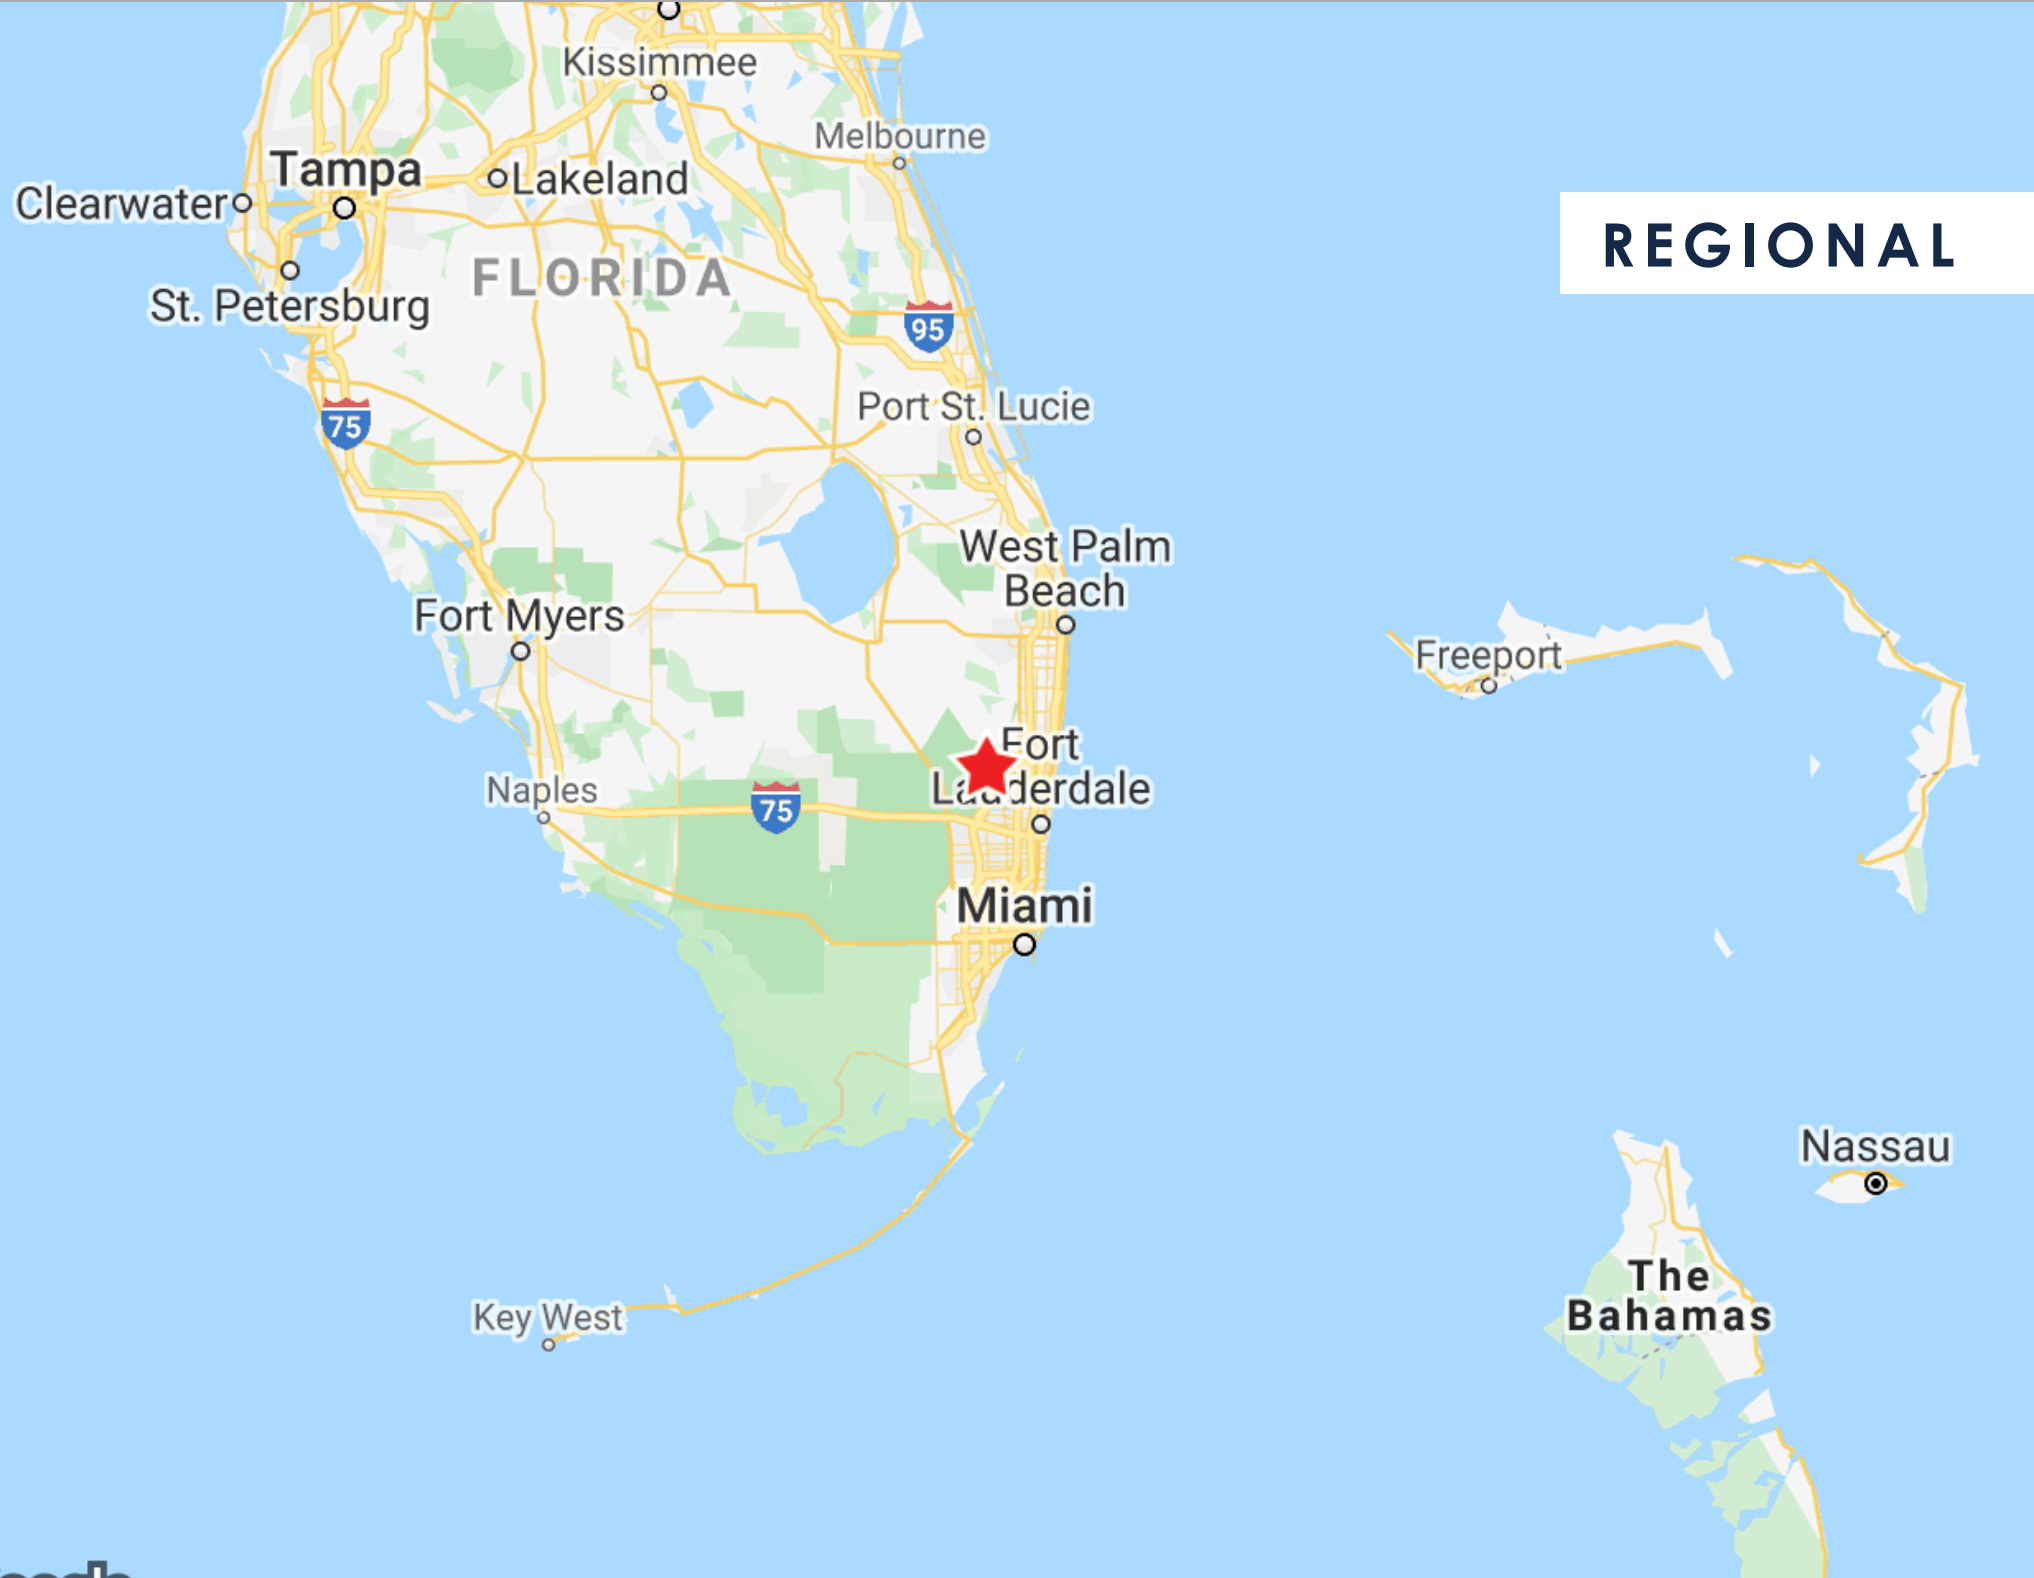 Kissimmee
Melbourne
Tampa
Lakeland
Clearwater
REGIONAL
FLORIDA
St. Petersburg
95
Port St. Lucie
75
West Palm
Beach
Fort Myers
Freeport
Fort
Lauderdale
Naples
75
Miami
Nassau
The
Bahamas
Key West